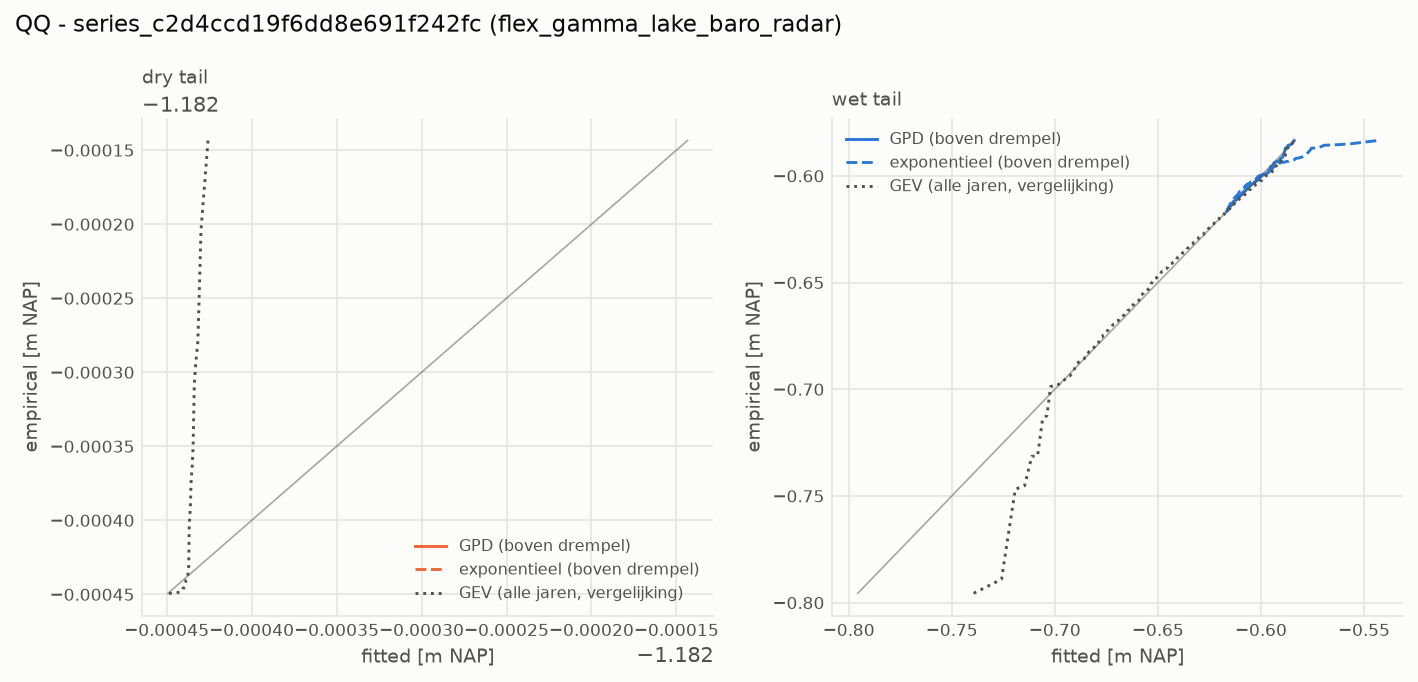 QQ - series_c2d4ccd19f6dd8e691f242fc (flex_gamma_lake_baro_radar)
dry tail
−1.182
−0.00015
−0.00020
−0.00025
−0.00030
−0.00035
−0.00040
−0.00045
empirical [m NAP]
GPD (boven drempel)
exponentieel (boven drempel)
GEV (alle jaren, vergelijking)
−0.00045 −0.00040 −0.00035 −0.00030 −0.00025 −0.00020 −0.00015
fitted [m NAP]
−1.182
wet tail
GPD (boven drempel)
exponentieel (boven drempel)
GEV (alle jaren, vergelijking)
−0.60
−0.65
−0.70
−0.75
−0.80
empirical [m NAP]
−0.80 −0.75 −0.70 −0.65 −0.60 −0.55
fitted [m NAP]